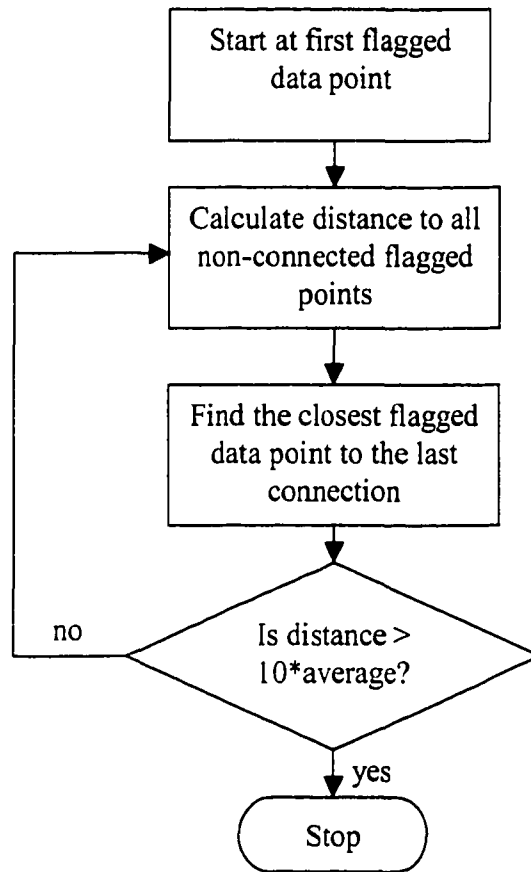 Start at first flagged
data point
Calculate distance to all
non-connected flagged
points
Find the closest flagged
data point to the last
connection
no
Is distance >
10*average?
yes
Stop